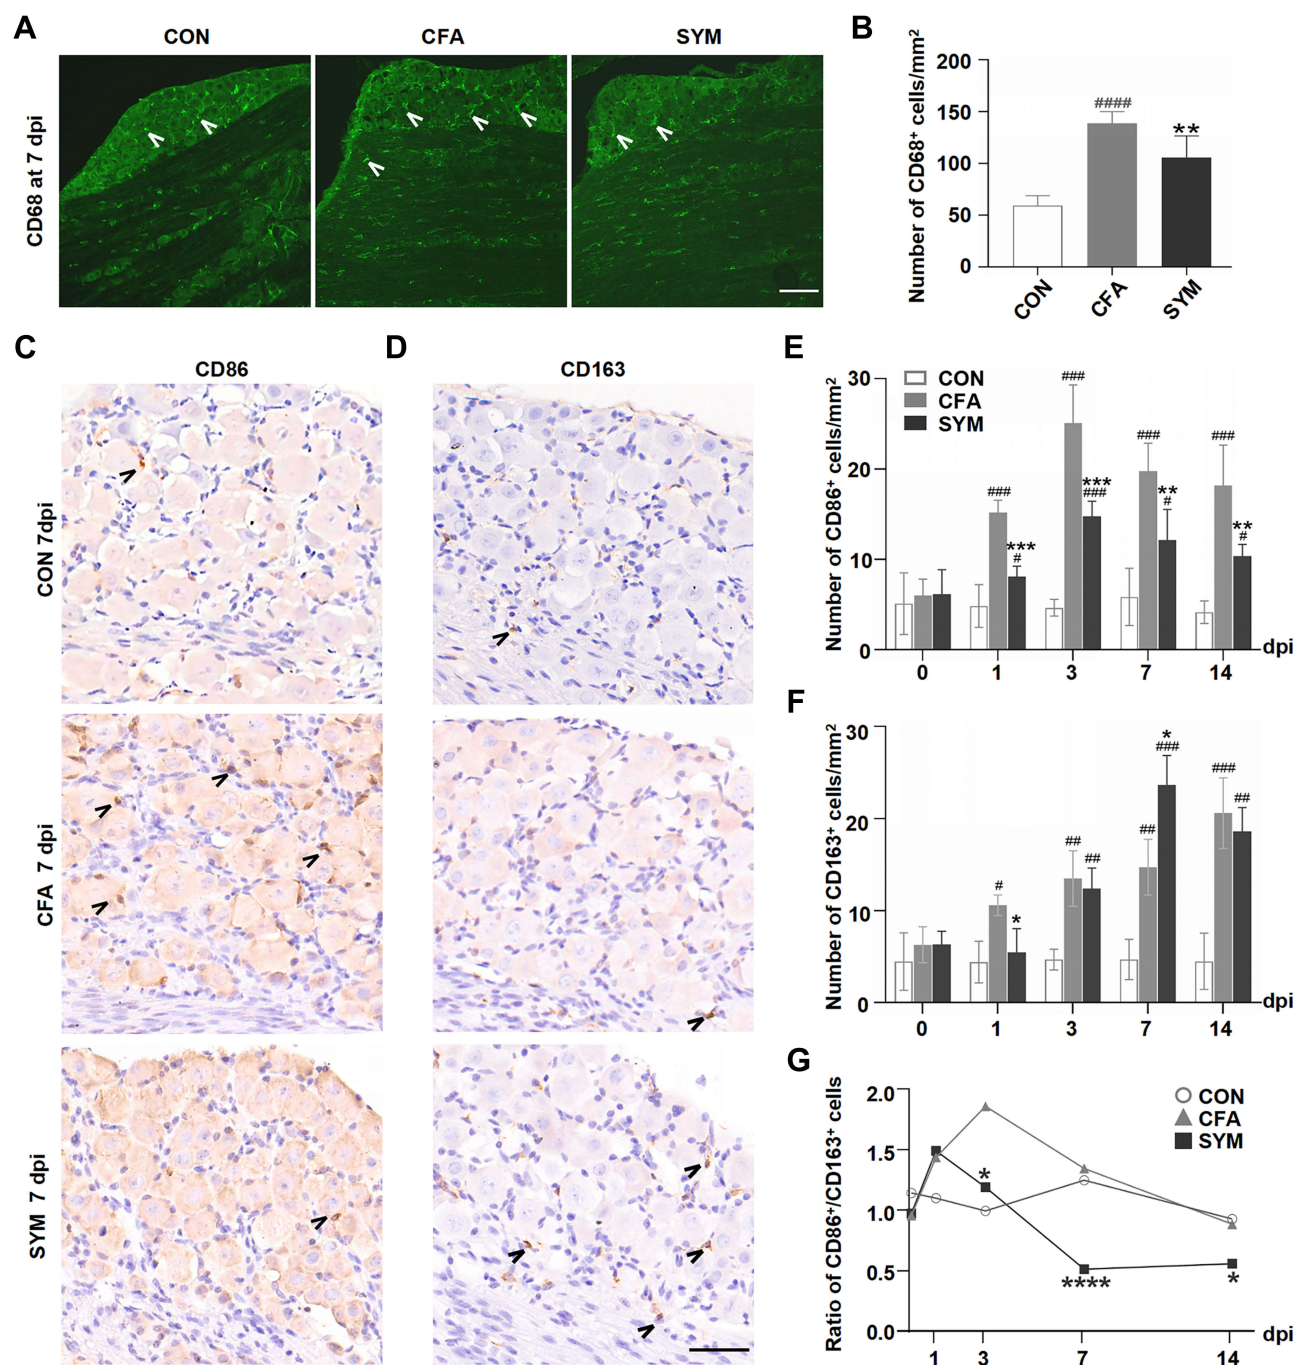 A
CON
CFA
SYM
CD68 at 7 dpi
B
Number of CD68⁺ cells/mm²
200
150
100
50
0
####
**
CON
CFA
SYM
C
CD86
D
CD163
CON 7dpi
CFA 7 dpi
SYM 7 dpi
E
Number of CD86⁺ cells/mm²
CON
CFA
SYM
30
20
10
0
###
***
#
###
***
###
###
**
#
###
**
#
0
1
3
7
14
dpi
F
Number of CD163⁺ cells/mm²
30
20
10
0
#
*
##
##
##
*
###
###
##
0
1
3
7
14
dpi
G
Ratio of CD86⁺/CD163⁺ cells
2.0
1.5
1.0
0.5
0.0
CON
CFA
SYM
*
****
*
dpi
1
3
7
14